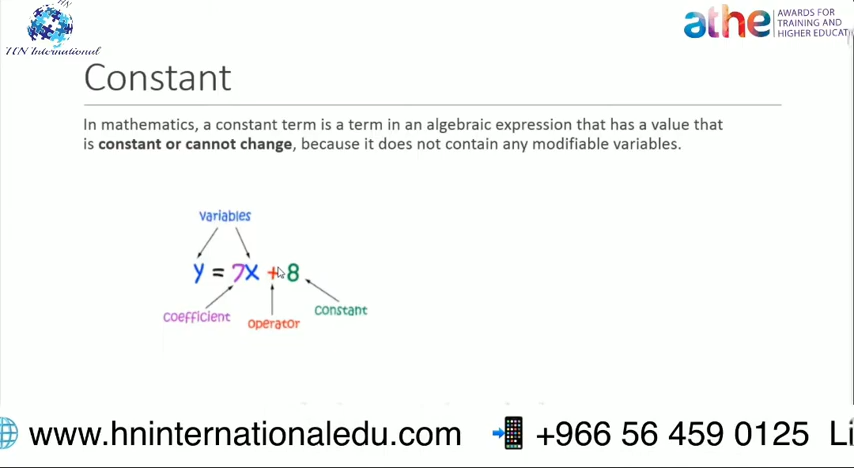 HN International
athe AWARDS FOR
TRAINING AND
HIGHER EDUCAT
Constant
In mathematics, a constant term is a term in an algebraic expression that has a value that
is constant or cannot change, because it does not contain any modifiable variables.
variables
y = 7x + 8
coefficient
operator
constant
www.hninternationaledu.com +966 56 459 0125 Li